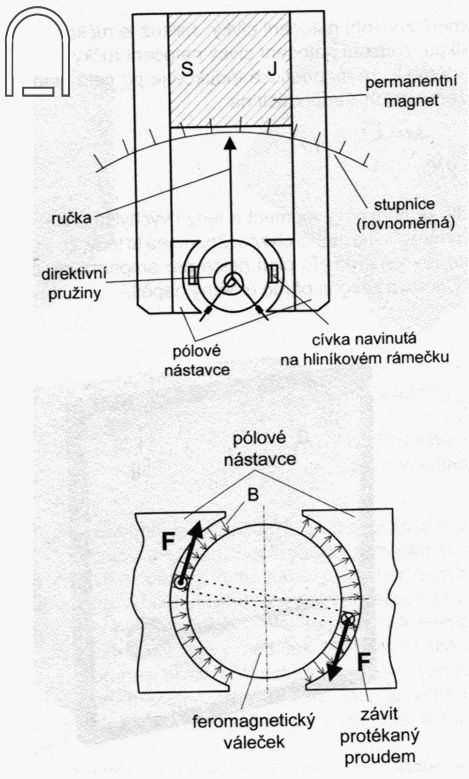 S J
permanentní
magnet
stupnice
(rovnoměrná)
ručka
direktivní
pružiny
cívka navinutá
na hliníkovém rámečku
pólové
nástavce
pólové
nástavce
B
F
F
feromagnetický
váleček
závit
protékaný
proudem